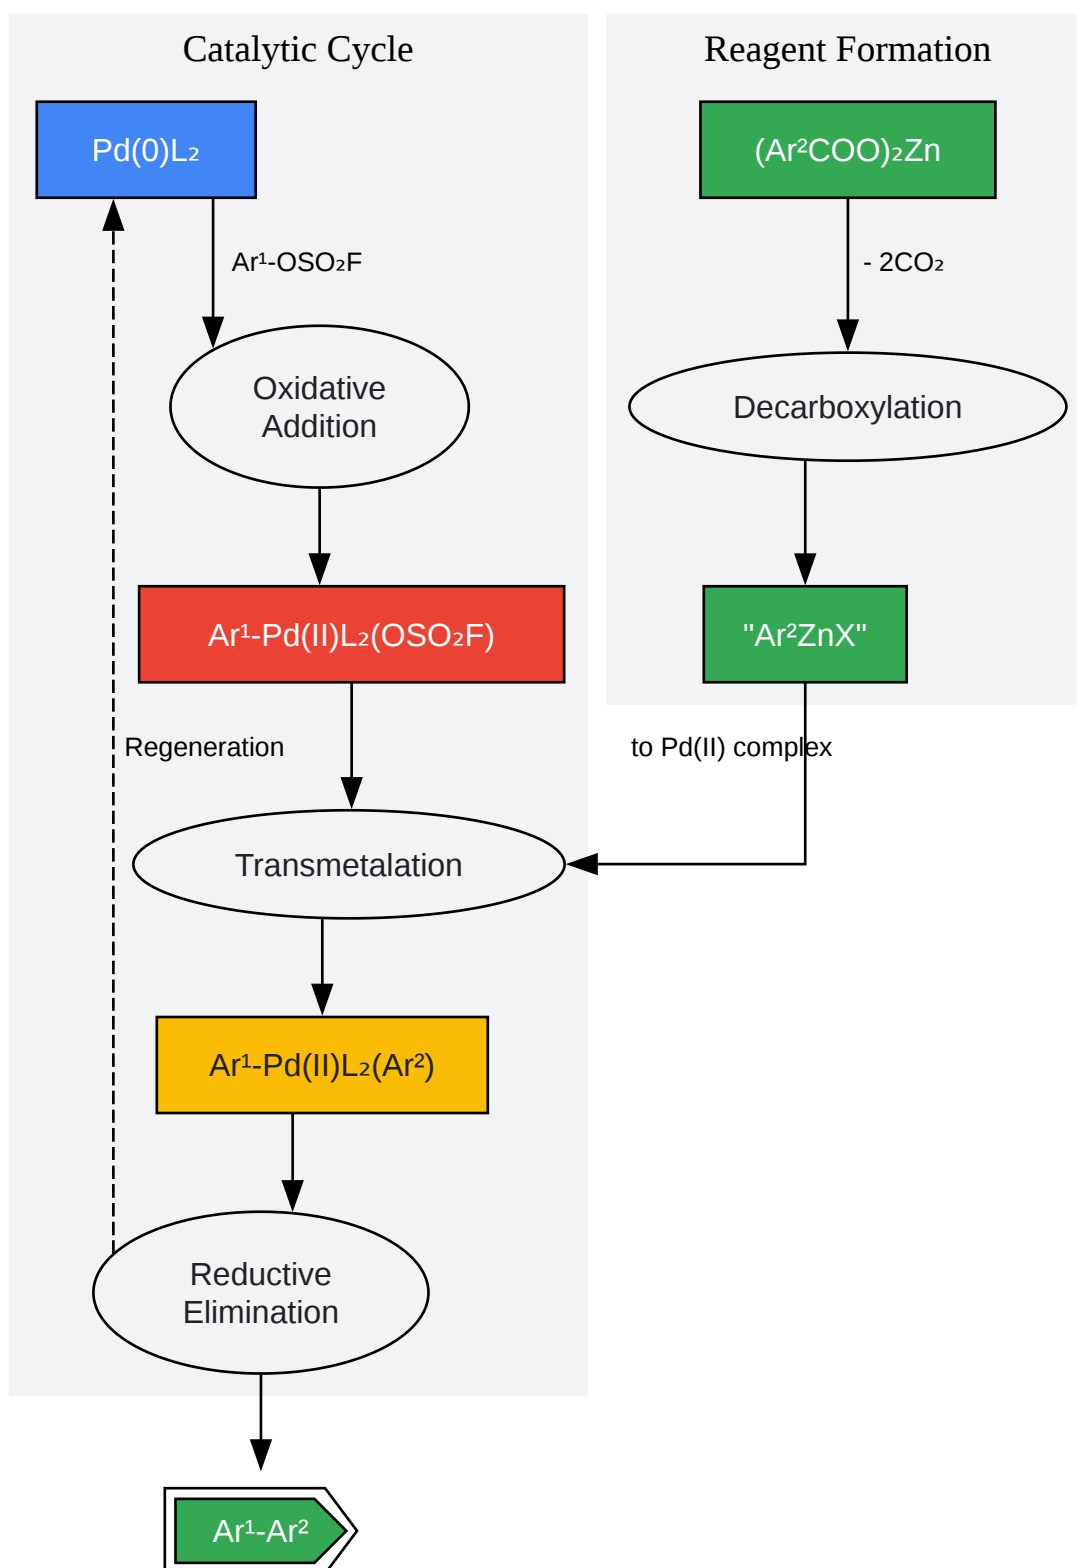 Catalytic Cycle
Reagent Formation
Pd(0)L₂
(Ar²COO)₂Zn
Ar¹-OSO₂F
- 2CO₂
Oxidative
Addition
Decarboxylation
Ar¹-Pd(II)L₂(OSO₂F)
"Ar²ZnX"
Regeneration
to Pd(II) complex
Transmetalation
Ar¹-Pd(II)L₂(Ar²)
Reductive
Elimination
Ar¹-Ar²